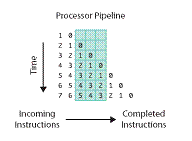 Processor Pipeline
1 0
2 1 0
3 2 1 0
4 3 2 1 0
5 4 3 2 1 0
6 5 4 3 2 1 0
7 6 5 4 3 2 1 0
Time
Incoming Instructions
Completed Instructions